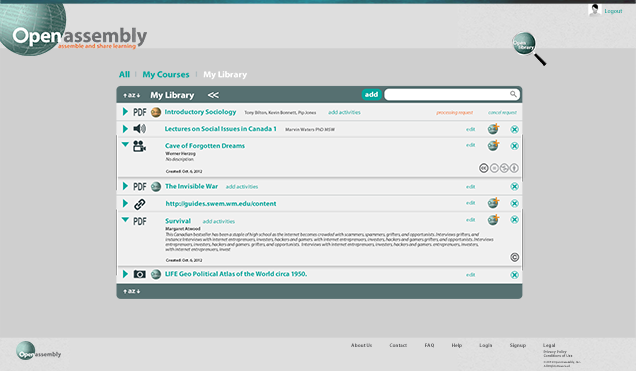 Logout
Openassembly
assemble and share learning
Open library
All | My Courses | My Library
↑ az ↓ My Library << add
PDF Introductory Sociology Tony Bilton, Kevin Bonnett, Pip Jones add activities processing request cancel request
Lectures on Social Issues in Canada 1 Marvin Waters PhD MSW edit
Cave of Forgotten Dreams edit
Werner Herzog
No description.
Created: Oct. 6, 2012
PDF The Invisible War add activities edit
http://guides.swem.wm.edu/content edit
PDF Survival add activities edit
Margaret Atwood
This Canadian bestseller has been a staple of high school as the internet becomes crowded with scammers, spammers, grifters, and opportunists. Interviews grifters, and
instance Interviews with internet entrepreneurs, investors, hackers and gamers. with internet entrepreneurs, investors, hackers and gamers grifters, and opportunists. Interviews
entrepreneurs, investors, hackers and gamers. grifters, and opportunists. Interviews with internet entrepreneurs, investors, hackers and gamers. with internet entrepreneurs, investors,
with internet entrepreneurs, invest
Created: Oct. 6, 2012
LIFE Geo Political Atlas of the World circa 1950. edit
↑ az ↓
Openassembly
About Us Contact FAQ Help Login Signup Legal
Privacy Policy
Conditions of Use